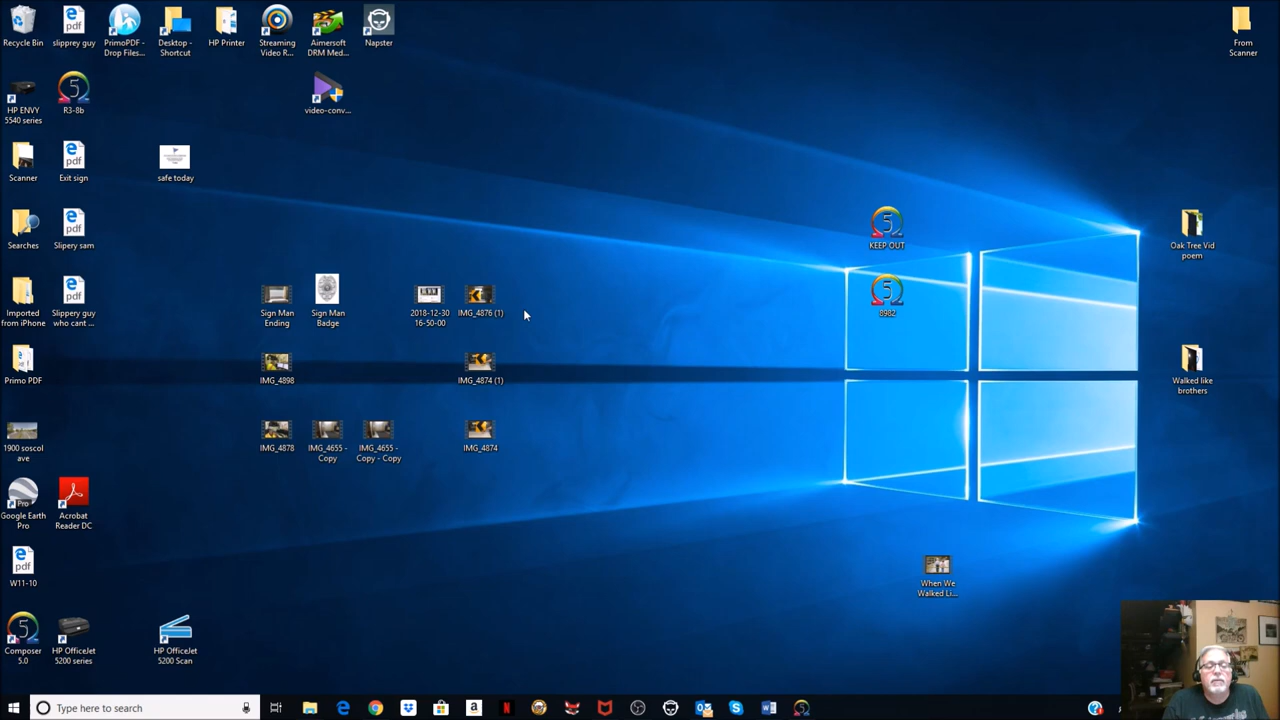 Recycle Bin
slipprey guy
PrimoPDF -
Drop Files...
Desktop -
Shortcut
HP Printer
Streaming
Video R...
Aimersoft
DRM Med...
Napster
From
Scanner
HP ENVY
5540 series
R3-8b
video-conv...
Scanner
Exit sign
safe today
Searches
Slipery sam
KEEP OUT
Oak Tree Vid
poem
Imported
from iPhone
Slippery guy
who cant ...
Sign Man
Ending
Sign Man
Badge
2018-12-30
16-50-00
IMG_4876 (1)
8982
Primo PDF
IMG_4898
IMG_4874 (1)
Walked like
brothers
1900 soscol
ave
IMG_4878
IMG_4655 -
Copy
IMG_4655 -
Copy - Copy
IMG_4874
Google Earth
Pro
Acrobat
Reader DC
W11-10
When We
Walked Li...
Composer
5.0
HP OfficeJet
5200 series
HP OfficeJet
5200 Scan
Type here to search